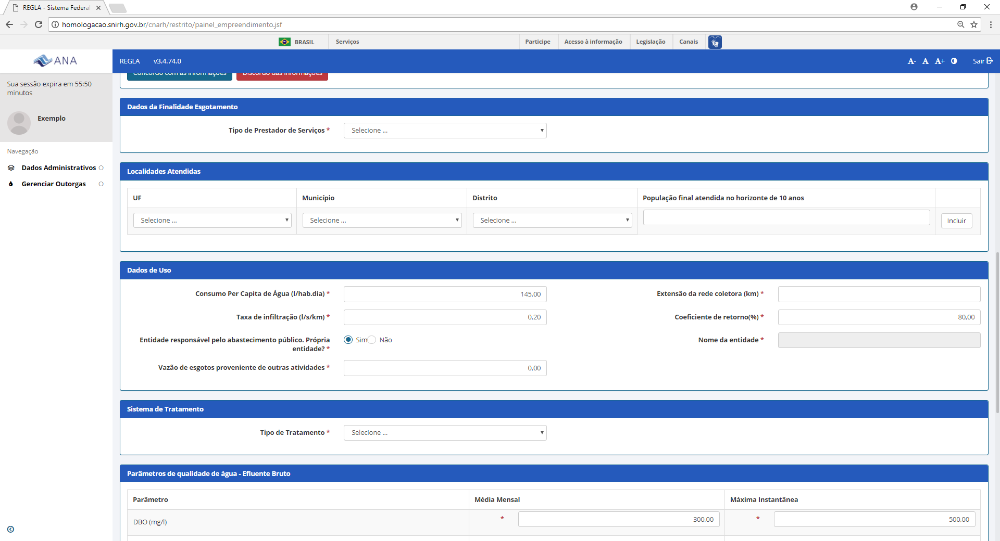 REGLA - Sistema Federal
homologacao.snirh.gov.br/cnarh/restrito/painel_empreendimento.jsf
BRASIL
Serviços
Participe
Acesso à informação
Legislação
Canais
ANA
REGLA
v3.4.74.0
A-
A
A+
Sair
Sua sessão expira em 55:50
minutos
Exemplo
Navegação
Dados Administrativos
Gerenciar Outorgas
Concordo com as informações
Discordo das informações
Dados da Finalidade Esgotamento
Tipo de Prestador de Serviços *
Selecione ...
Localidades Atendidas
UF
Município
Distrito
População final atendida no horizonte de 10 anos
Selecione ...
Selecione ...
Selecione ...
Incluir
Dados de Uso
Consumo Per Capita de Água (l/hab.dia) *
145,00
Extensão da rede coletora (km) *
Taxa de infiltração (l/s/km) *
0,20
Coeficiente de retorno(%) *
80,00
Entidade responsável pelo abastecimento público. Própria
entidade? *
Sim
Não
Nome da entidade *
Vazão de esgotos proveniente de outras atividades *
0,00
Sistema de Tratamento
Tipo de Tratamento *
Selecione ...
Parâmetros de qualidade de água - Efluente Bruto
Parâmetro
Média Mensal
Máxima Instantânea
DBO (mg/l)
*
300,00
*
500,00